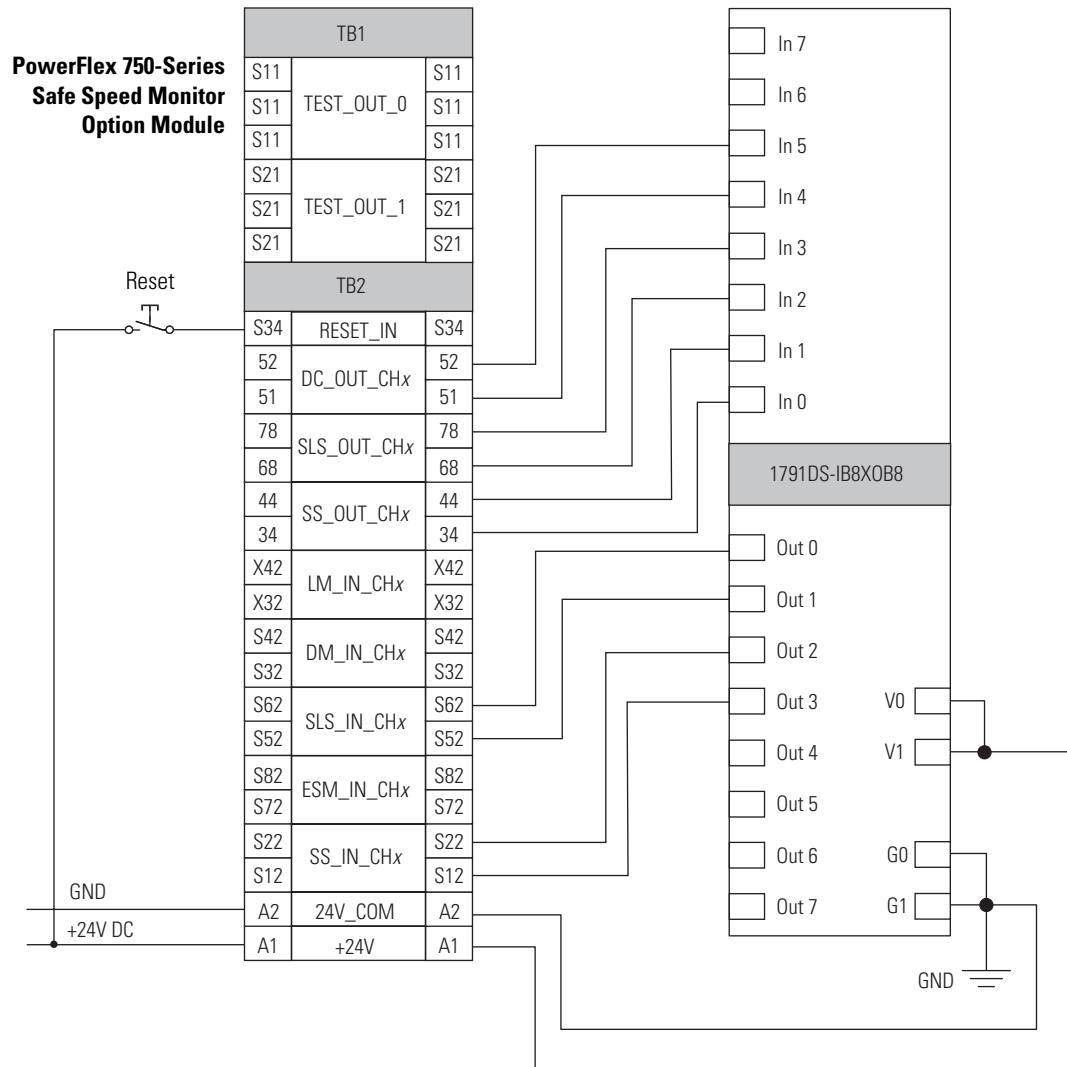 PowerFlex 750-Series
Safe Speed Monitor
Option Module
TB1
S11 TEST_OUT_0 S11
S11 S11
S11 S11
S21 TEST_OUT_1 S21
S21 S21
S21 S21
TB2
Reset
S34 RESET_IN S34
52 DC_OUT_CHx 52
51 51
78 SLS_OUT_CHx 78
68 68
44 SS_OUT_CHx 44
34 34
X42 LM_IN_CHx X42
X32 X32
S42 DM_IN_CHx S42
S32 S32
S62 SLS_IN_CHx S62
S52 S52
S82 ESM_IN_CHx S82
S72 S72
S22 SS_IN_CHx S22
S12 S12
GND
A2 24V_COM A2
+24V DC
A1 +24V A1
In 7
In 6
In 5
In 4
In 3
In 2
In 1
In 0
1791DS-IB8XOB8
Out 0
Out 1
Out 2
Out 3 V0
Out 4 V1
Out 5
Out 6 G0
Out 7 G1
GND